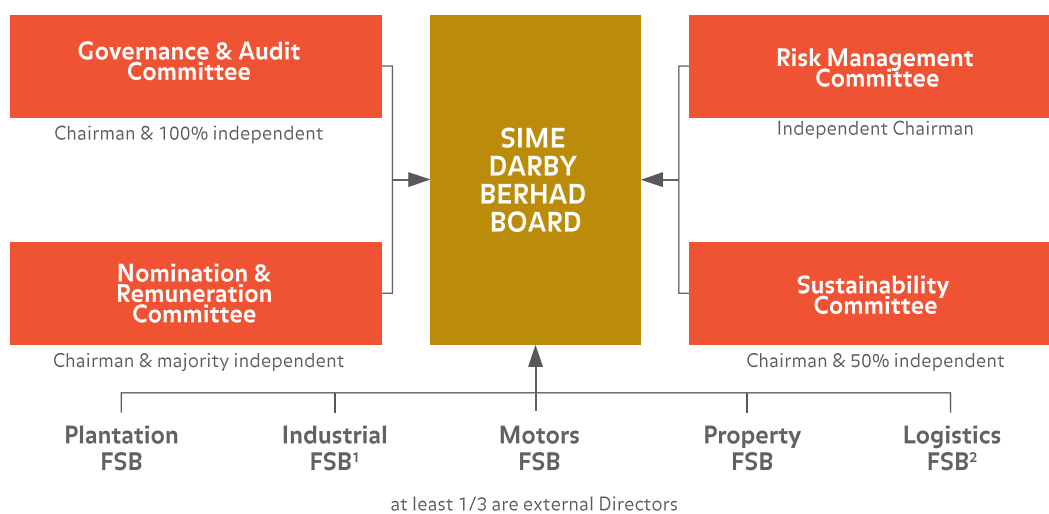 Governance & Audit
Committee
Chairman & 100% independent
Nomination &
Remuneration
Committee
Chairman & majority independent
SIME
DARBY
BERHAD
BOARD
Risk Management
Committee
Independent Chairman
Sustainability
Committee
Chairman & 50% independent
Plantation
FSB
Industrial
FSB¹
Motors
FSB
Property
FSB
Logistics
FSB²
at least 1/3 are external Directors